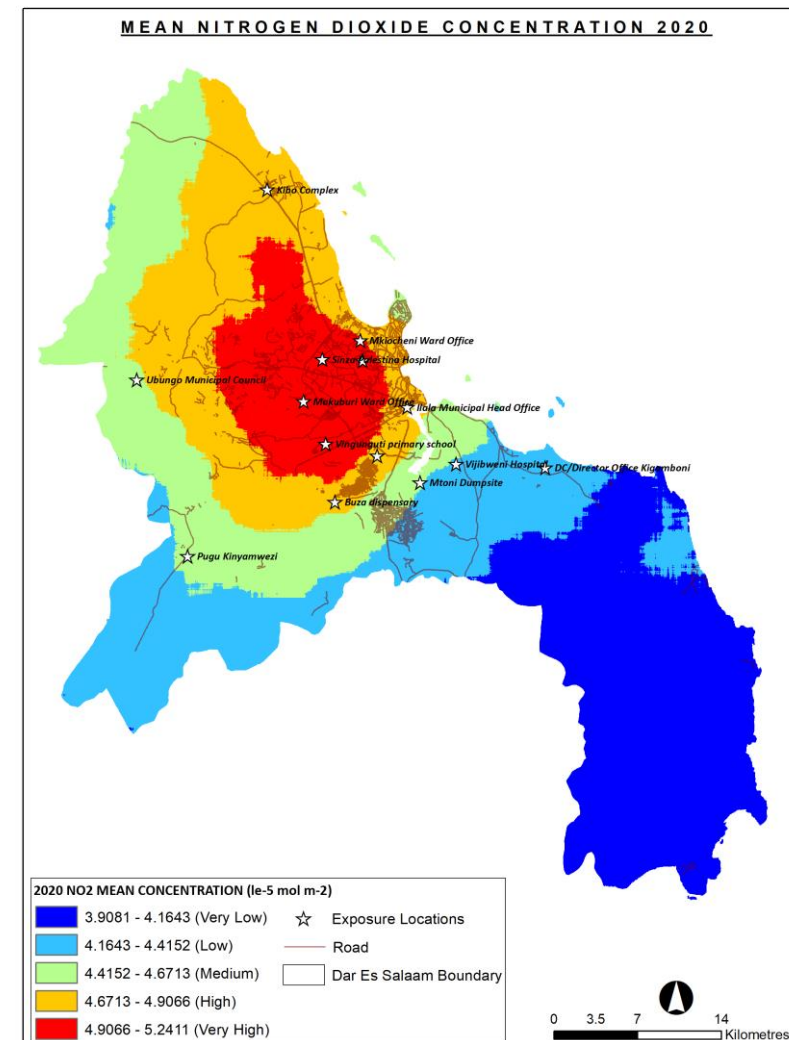 MEAN NITROGEN DIOXIDE CONCENTRATION 2020
Kibo Complex
Mkiocheni Ward Office
Sinza
Hospital
Ubungo Municipal Council
Makuburi Ward Office
Ilala Municipal Head Office
Vingunguti primary school
Vijibweni Hospital
DC/Director Office Kigamboni
Mtoni Dumpsite
Buza dispensary
Pugu Kinyamwezi
2020 NO2 MEAN CONCENTRATION (Ie-5 mol m-2)
3.9081 - 4.1643 (Very Low)
4.1643 - 4.4152 (Low)
4.4152 - 4.6713 (Medium)
4.6713 - 4.9066 (High)
4.9066 - 5.2411 (Very High)
Exposure Locations
Road
Dar Es Salaam Boundary
0 3.5 7 14
Kilometres